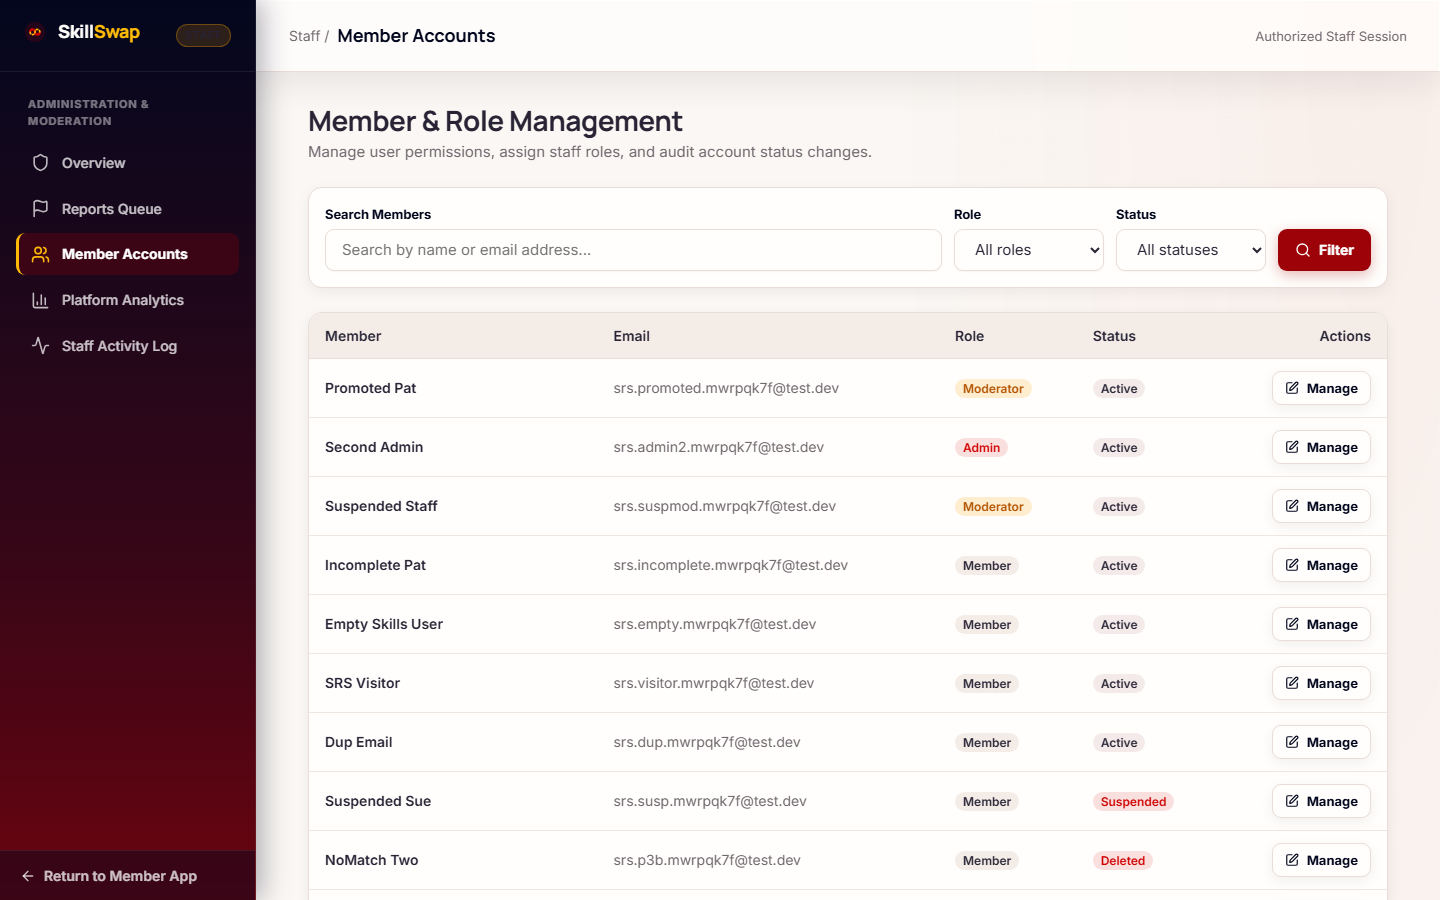 SkillSwap
ADMINISTRATION &
MODERATION
Overview
Reports Queue
Member Accounts
Platform Analytics
Staff Activity Log
Return to Member App
Staff / Member Accounts
Authorized Staff Session
Member & Role Management
Manage user permissions, assign staff roles, and audit account status changes.
Search Members Role Status
Search by name or email address... All roles All statuses Filter
Member Email Role Status Actions
Promoted Pat srs.promoted.mwrpqk7f@test.dev Moderator Active Manage
Second Admin srs.admin2.mwrpqk7f@test.dev Admin Active Manage
Suspended Staff srs.suspmod.mwrpqk7f@test.dev Moderator Active Manage
Incomplete Pat srs.incomplete.mwrpqk7f@test.dev Member Active Manage
Empty Skills User srs.empty.mwrpqk7f@test.dev Member Active Manage
SRS Visitor srs.visitor.mwrpqk7f@test.dev Member Active Manage
Dup Email srs.dup.mwrpqk7f@test.dev Member Active Manage
Suspended Sue srs.susp.mwrpqk7f@test.dev Member Suspended Manage
NoMatch Two srs.p3b.mwrpqk7f@test.dev Member Deleted Manage